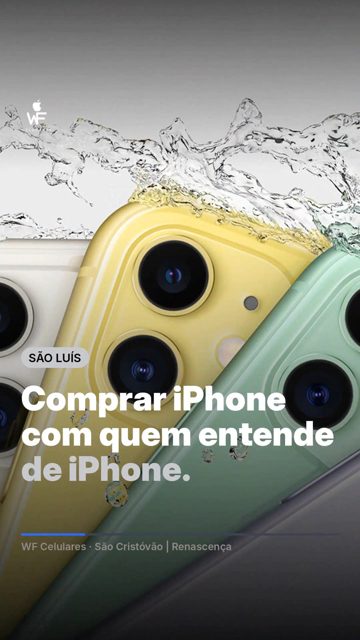 WF
SÃO LUÍS
Comprar iPhone
com quem entende
de iPhone.
WF Celulares · São Cristóvão | Renascença